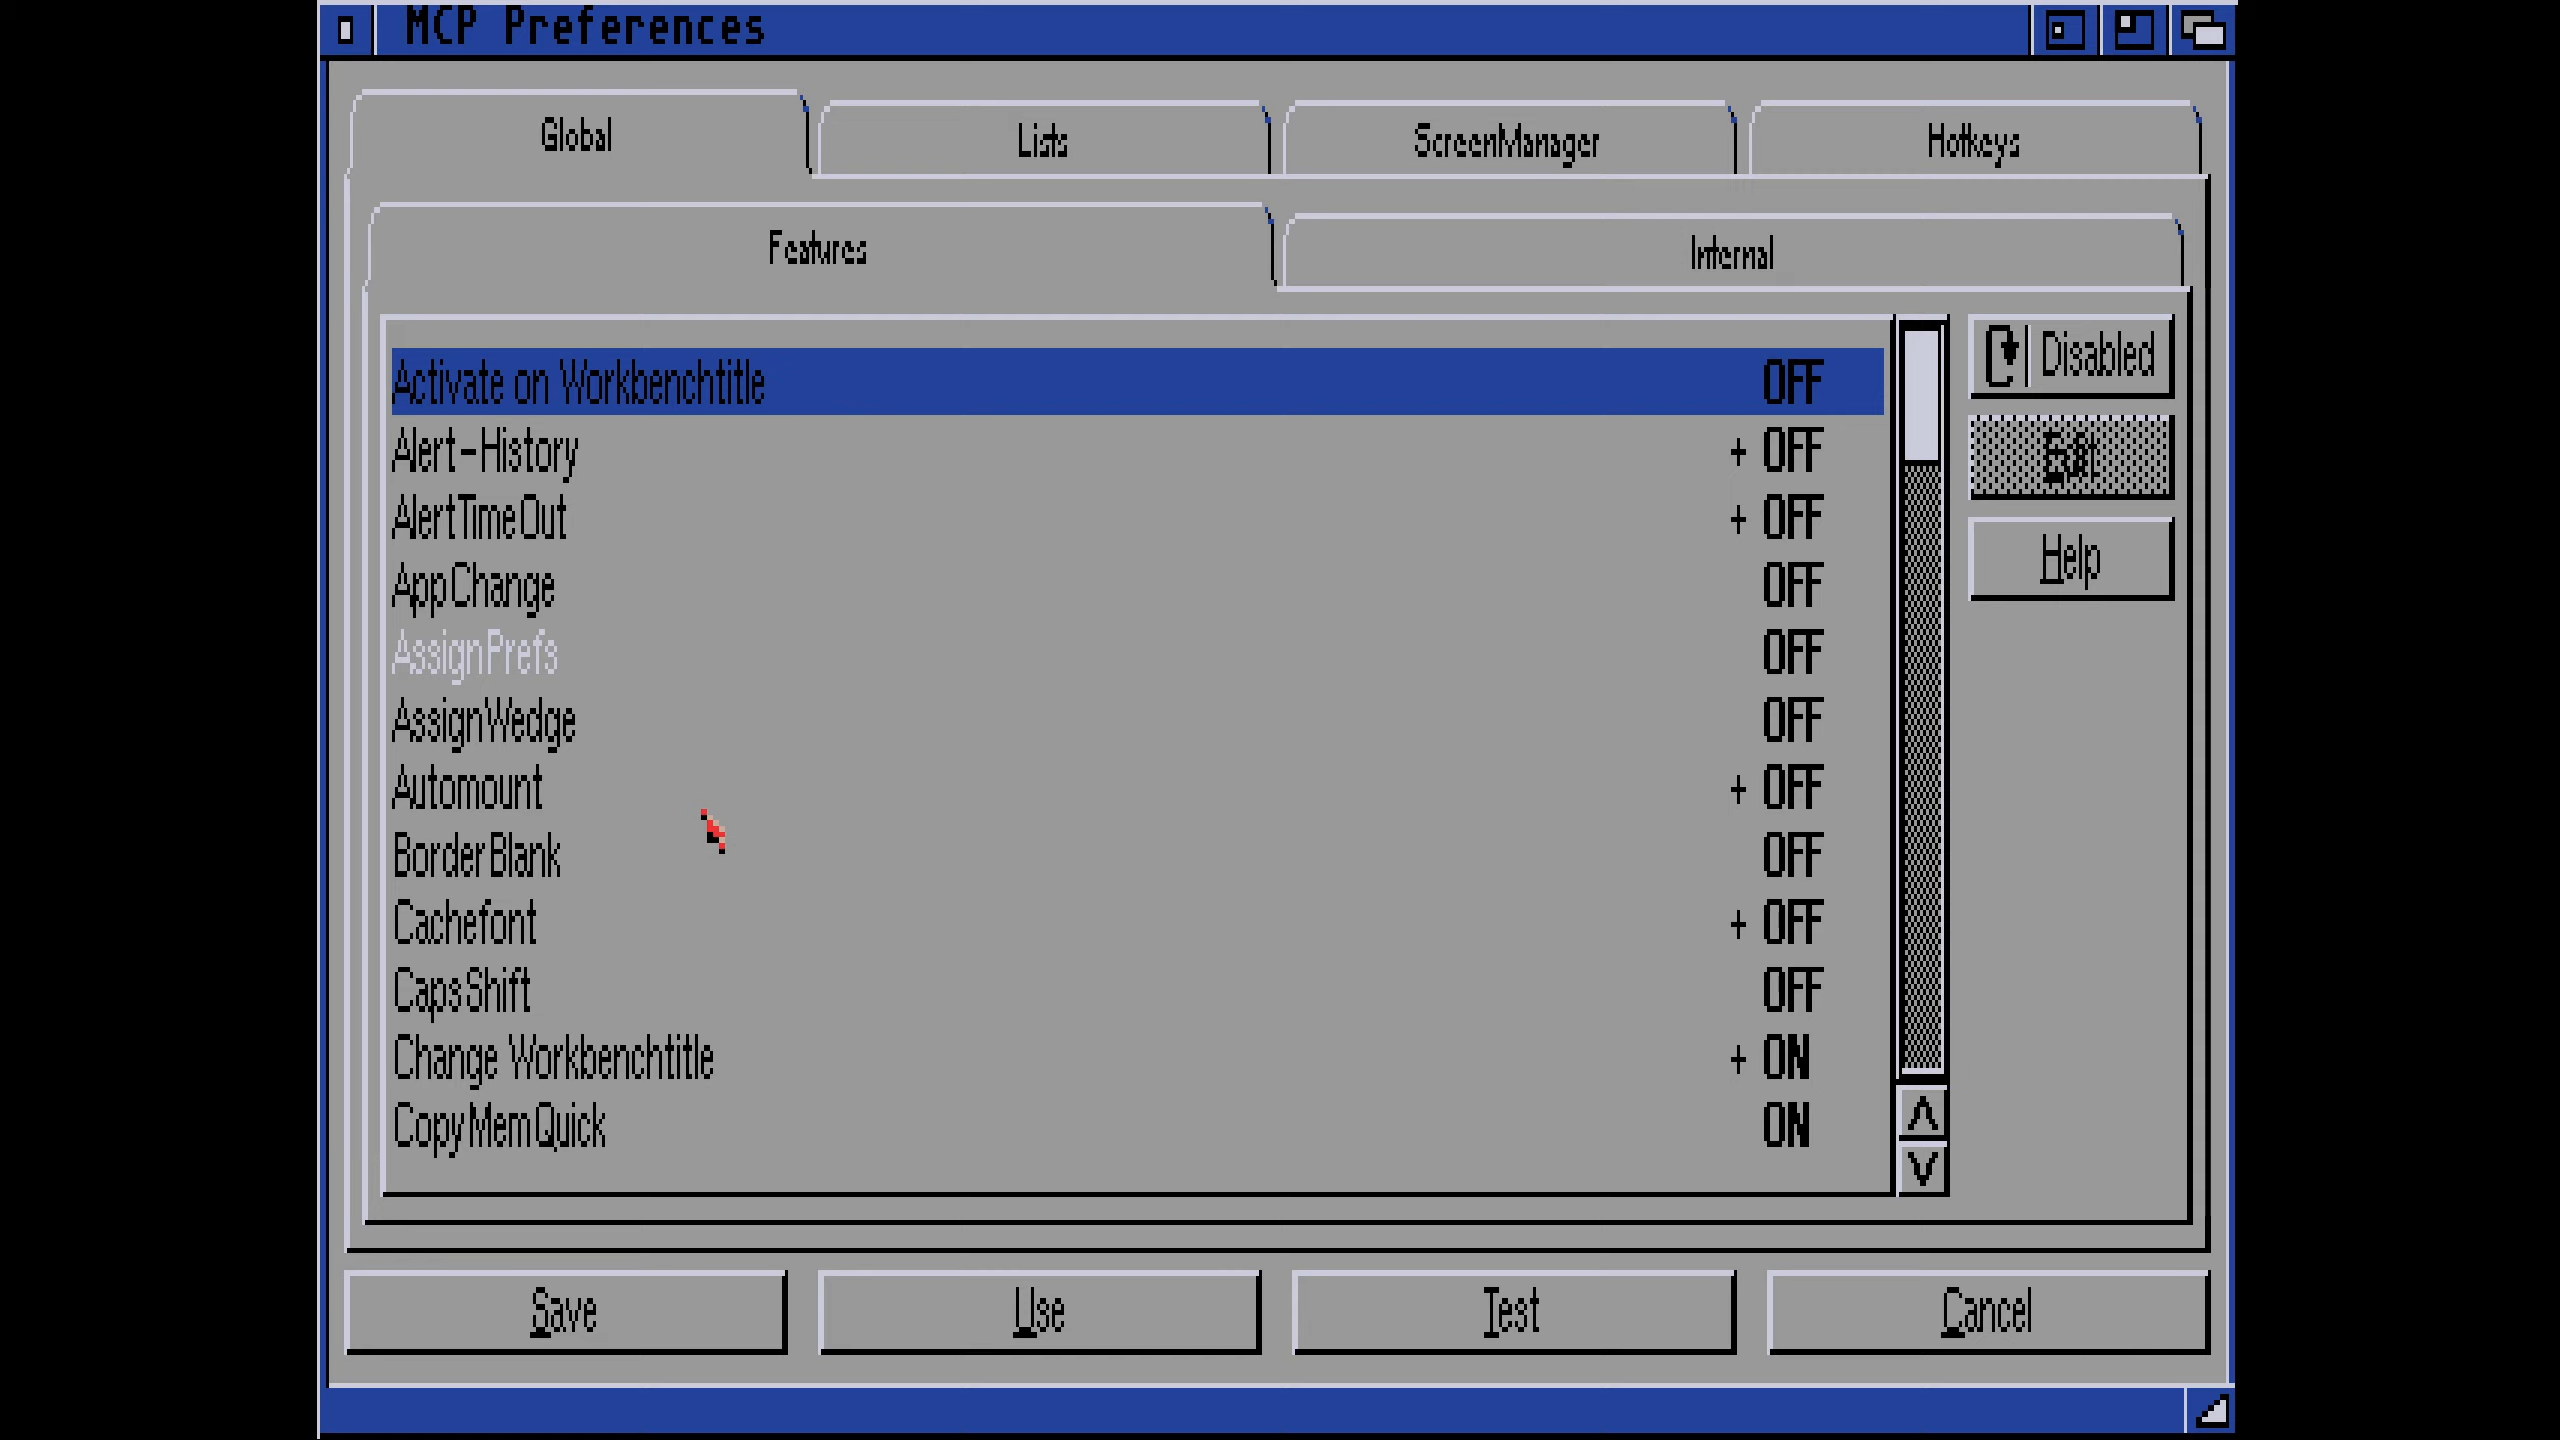 MCP Preferences
Global
Lists
ScreenManager
Hotkeys
Features
Internal
Activate on Workbenchtitle OFF
Alert-History + OFF
AlertTimeOut + OFF
AppChange OFF
AssignPrefs OFF
AssignWedge OFF
Automount + OFF
BorderBlank OFF
Cachefont + OFF
CapsShift OFF
Change Workbenchtitle + ON
CopyMemQuick ON
Disabled
Edit
Help
Save
Use
Test
Cancel